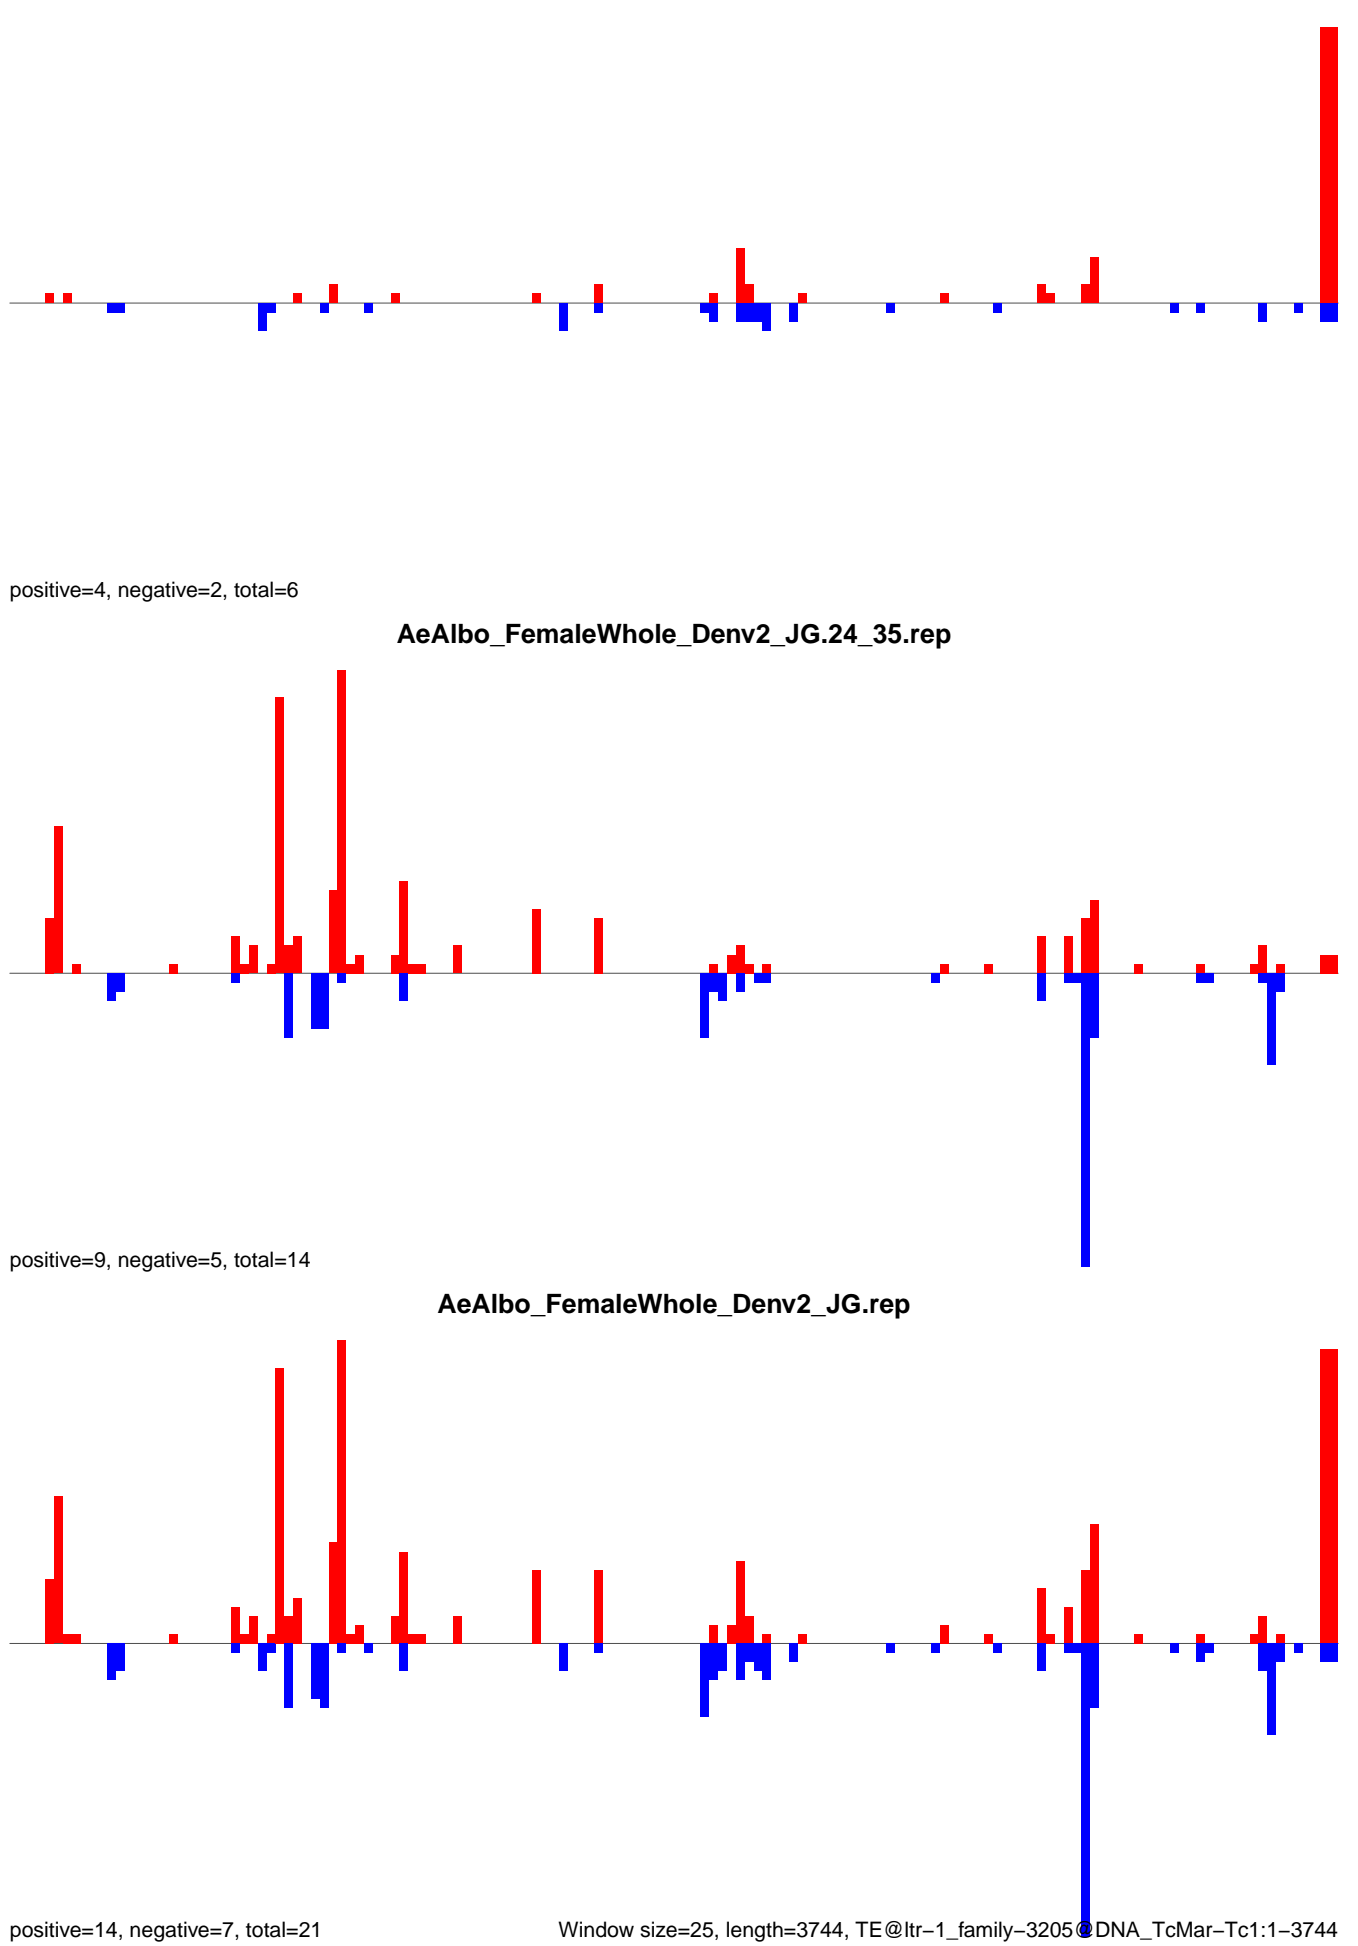 positive=4, negative=2, total=6
AeAlbo_FemaleWhole_Denv2_JG.24_35.rep
positive=9, negative=5, total=14
AeAlbo_FemaleWhole_Denv2_JG.rep
positive=14, negative=7, total=21
Window size=25, length=3744, TE@ltr−1_family−3205@DNA_TcMar−Tc1:1−3744